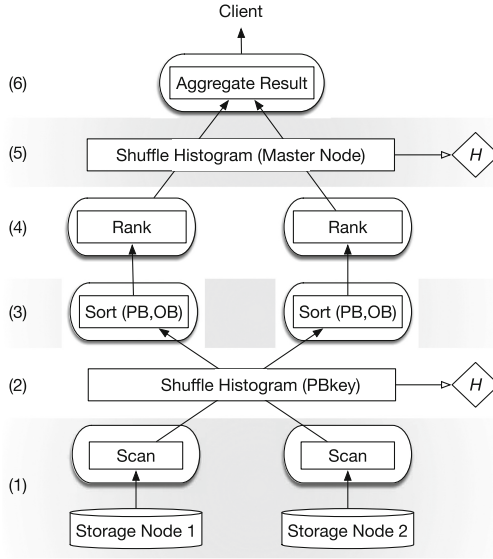 Client
(6)
Aggregate Result
(5)
Shuffle Histogram (Master Node)
H
(4)
Rank
Rank
(3)
Sort (PB,OB)
Sort (PB,OB)
(2)
Shuffle Histogram (PBkey)
H
(1)
Scan
Scan
Storage Node 1
Storage Node 2